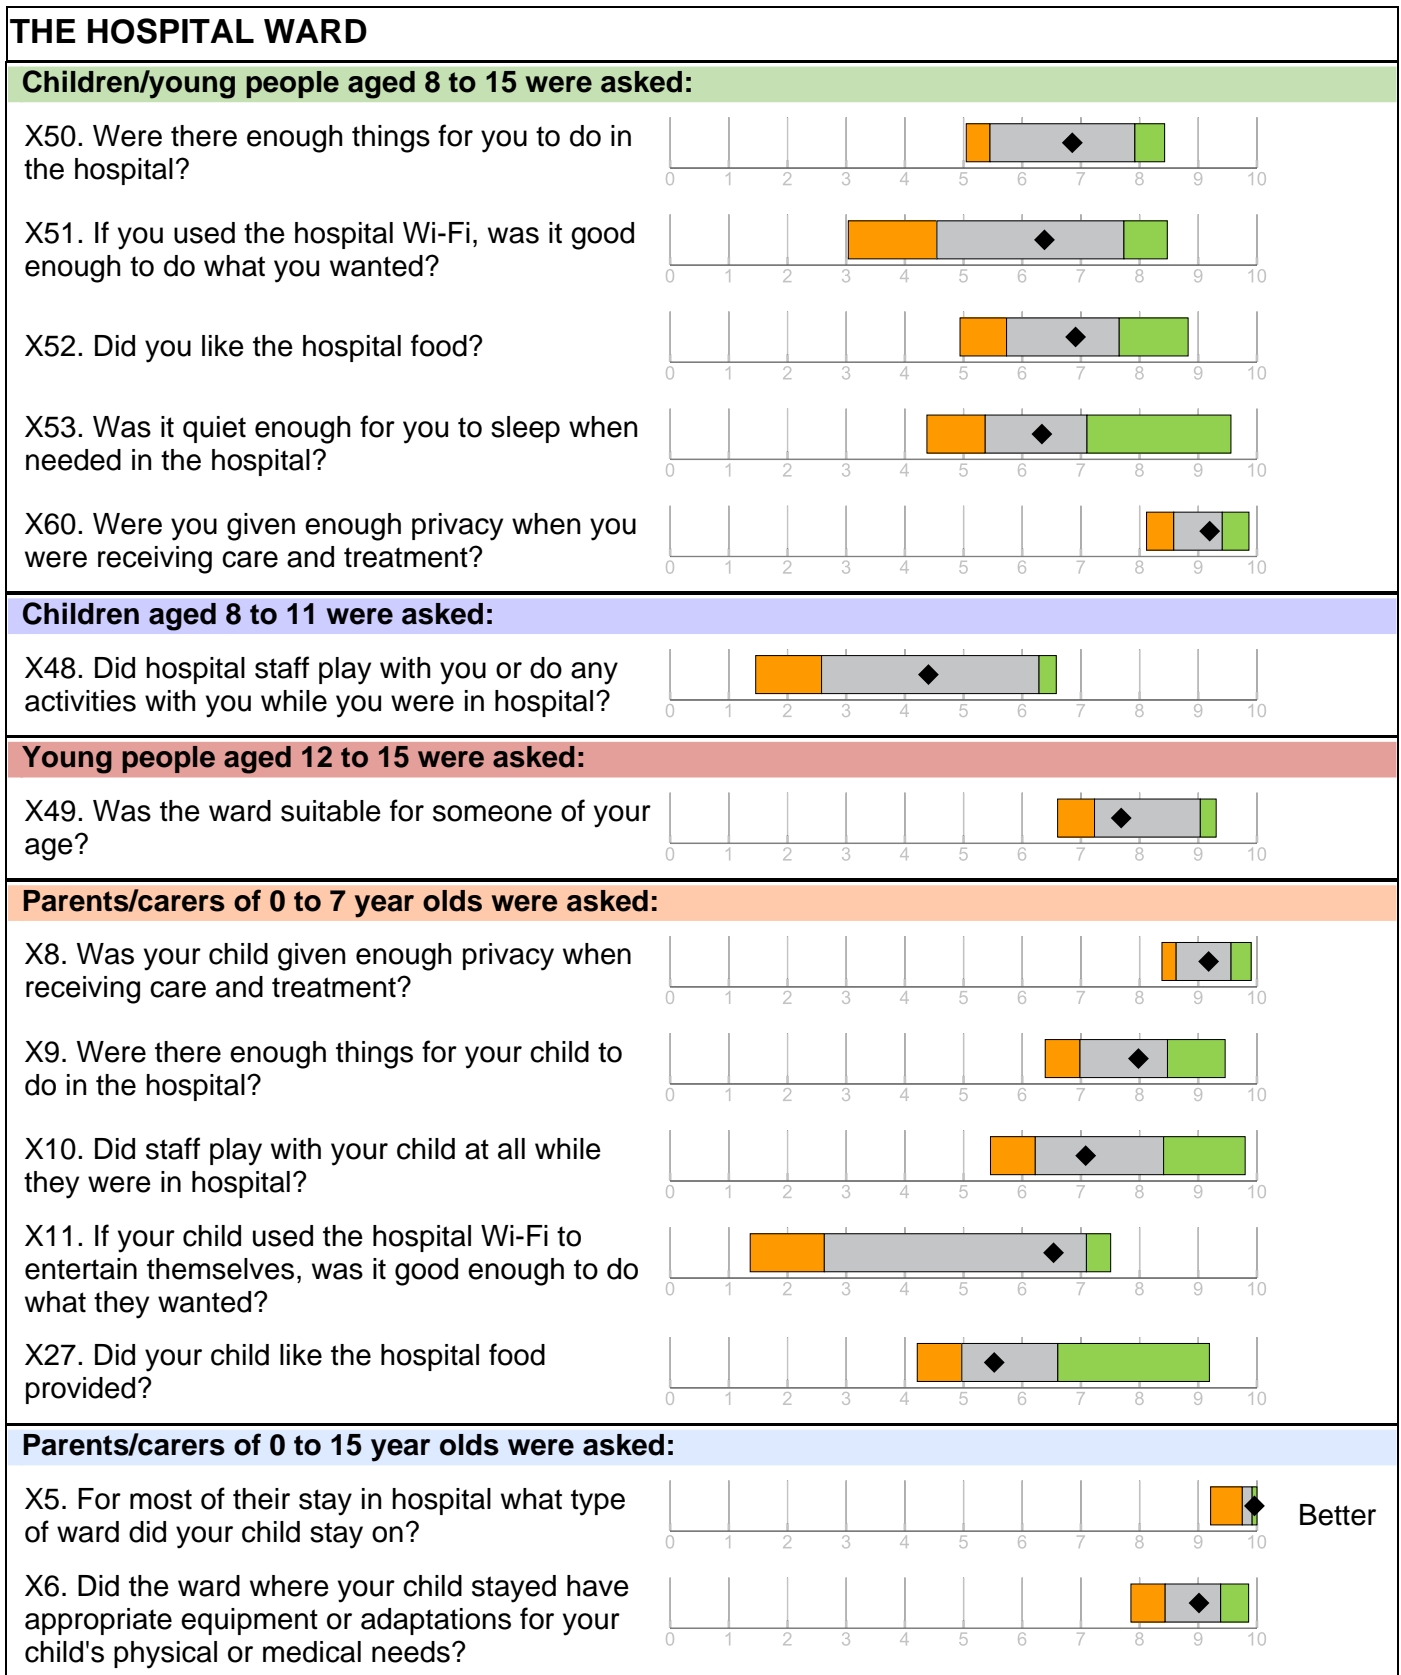 THE HOSPITAL WARD
Children/young people aged 8 to 15 were asked:
X50. Were there enough things for you to do in
the hospital?
0 1 2 3 4 5 6 7 8 9 10
X51. If you used the hospital Wi-Fi, was it good
enough to do what you wanted?
0 1 2 3 4 5 6 7 8 9 10
X52. Did you like the hospital food?
0 1 2 3 4 5 6 7 8 9 10
X53. Was it quiet enough for you to sleep when
needed in the hospital?
0 1 2 3 4 5 6 7 8 9 10
X60. Were you given enough privacy when you
were receiving care and treatment?
0 1 2 3 4 5 6 7 8 9 10
Children aged 8 to 11 were asked:
X48. Did hospital staff play with you or do any
activities with you while you were in hospital?
0 1 2 3 4 5 6 7 8 9 10
Young people aged 12 to 15 were asked:
X49. Was the ward suitable for someone of your
age?
0 1 2 3 4 5 6 7 8 9 10
Parents/carers of 0 to 7 year olds were asked:
X8. Was your child given enough privacy when
receiving care and treatment?
0 1 2 3 4 5 6 7 8 9 10
X9. Were there enough things for your child to
do in the hospital?
0 1 2 3 4 5 6 7 8 9 10
X10. Did staff play with your child at all while
they were in hospital?
0 1 2 3 4 5 6 7 8 9 10
X11. If your child used the hospital Wi-Fi to
entertain themselves, was it good enough to do
what they wanted?
0 1 2 3 4 5 6 7 8 9 10
X27. Did your child like the hospital food
provided?
0 1 2 3 4 5 6 7 8 9 10
Parents/carers of 0 to 15 year olds were asked:
X5. For most of their stay in hospital what type
of ward did your child stay on?
0 1 2 3 4 5 6 7 8 9 10
Better
X6. Did the ward where your child stayed have
appropriate equipment or adaptations for your
child's physical or medical needs?
0 1 2 3 4 5 6 7 8 9 10